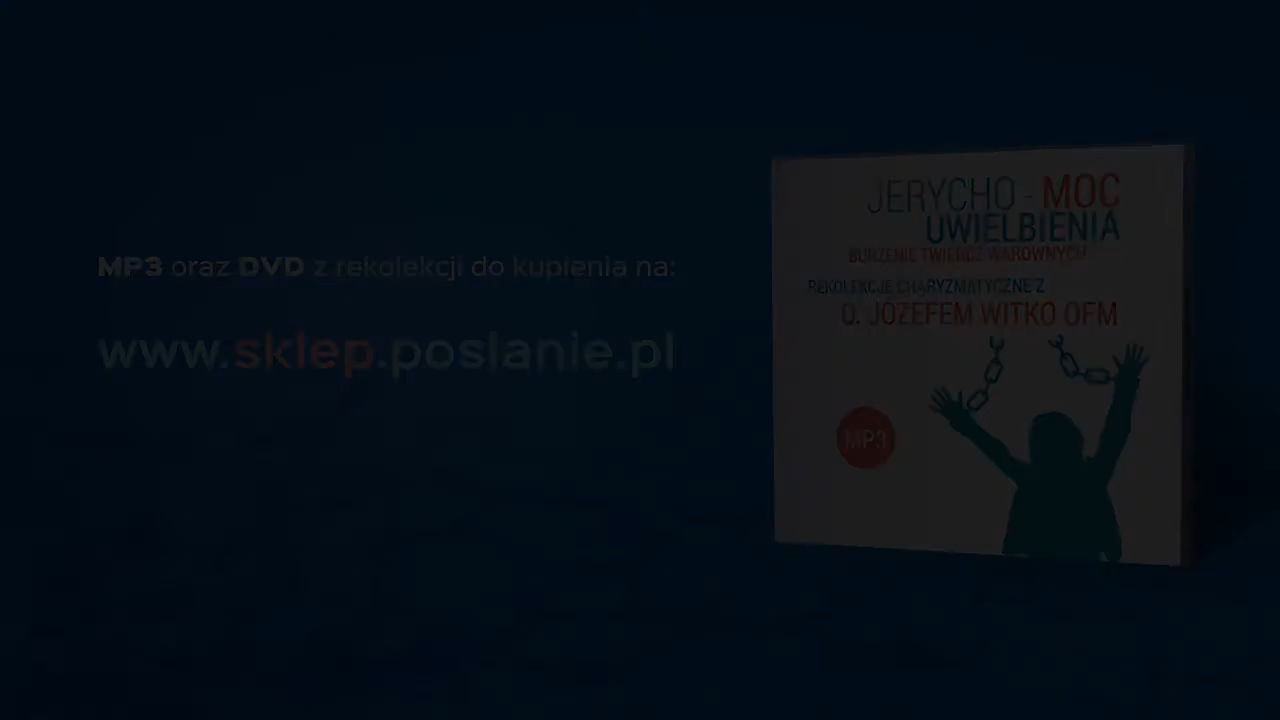 MP3 oraz DVD z rekolekcji do kupienia na:
www.sklep.poslanie.pl
JERYCHO - MOC
UWIELBIENIA
BURZENIE TWIERDZ WAROWNYCH
REKOLEKCJE CHARYZMATYCZNE Z
O. JÓZEFEM WITKO OFM
MP3